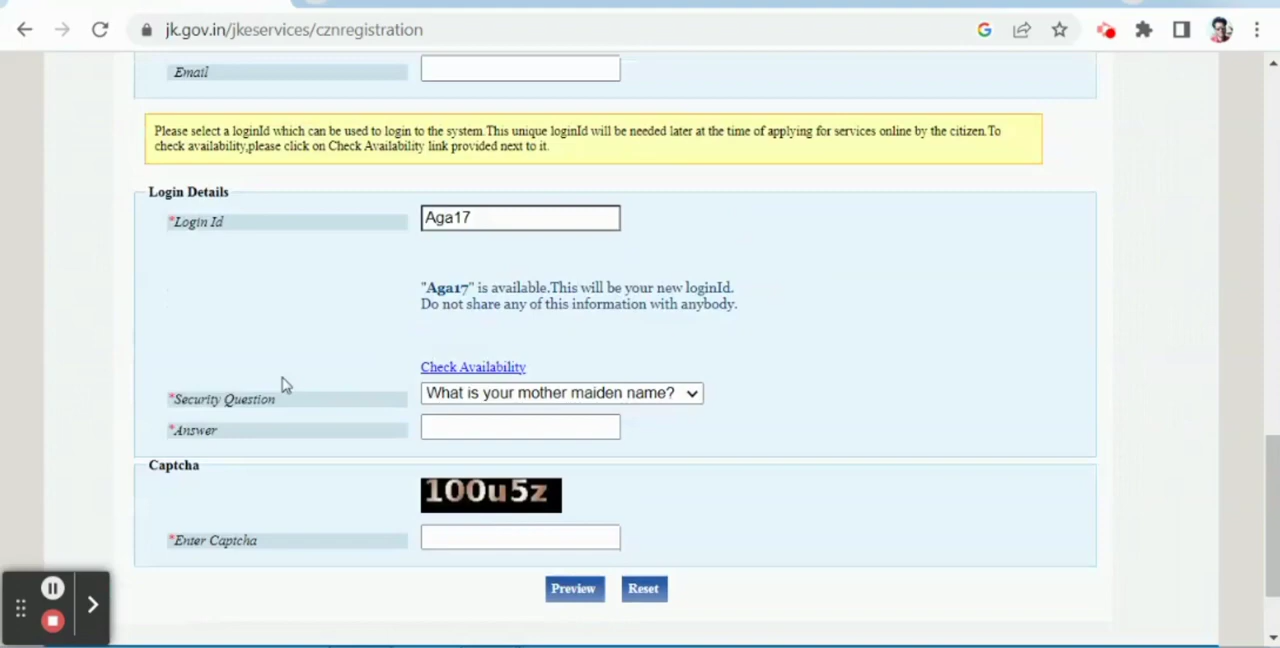 jk.gov.in/jkeservices/cznregistration
Email
Please select a loginId which can be used to login to the system.This unique loginId will be needed later at the time of applying for services online by the citizen.To
check availability,please click on Check Availability link provided next to it.
Login Details
*Login Id
Aga17
"Aga17" is available.This will be your new loginId.
Do not share any of this information with anybody.
Check Availability
*Security Question
What is your mother maiden name?
*Answer
Captcha
100u5z
*Enter Captcha
Preview Reset